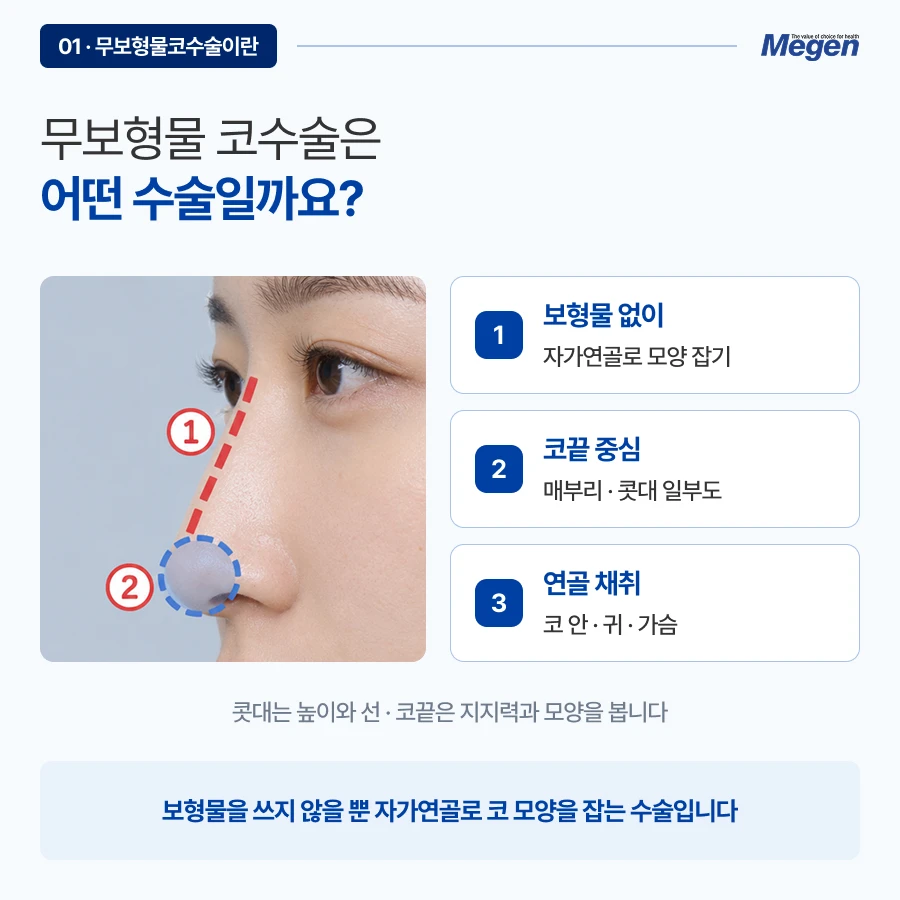 01 · 무보형물코수술이란
The value of choice for health
Megen
무보형물 코수술은
어떤 수술일까요?
1
2
1
보형물 없이
자가연골로 모양 잡기
2
코끝 중심
매부리 · 콧대 일부도
3
연골 채취
코 안 · 귀 · 가슴
콧대는 높이와 선 · 코끝은 지지력과 모양을 봅니다
보형물을 쓰지 않을 뿐 자가연골로 코 모양을 잡는 수술입니다